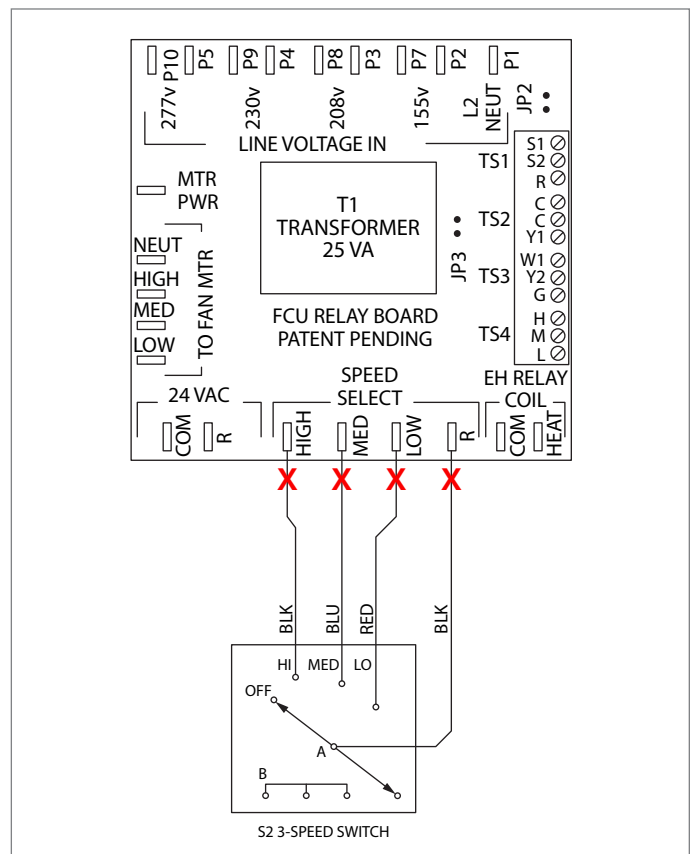 P10 P5 P9 P4 P8 P3 P7 P2 P1
277v 230v 208v 155v L2 NEUT JP2
LINE VOLTAGE IN
MTR
PWR
T1
TRANSFORMER
25 VA
JP3
TS1
S1
S2
R
TS2
C
C
Y1
TS3
W1
Y2
G
TS4
H
M
L
NEUT
HIGH
MED
LOW
TO FAN MTR
FCU RELAY BOARD
PATENT PENDING
24 VAC
COM R
SPEED
SELECT
HIGH MED LOW R
EH RELAY
COIL
COM HEAT
X X X X
BLK BLU RED BLK
HI MED LO
OFF
A
B
S2 3-SPEED SWITCH